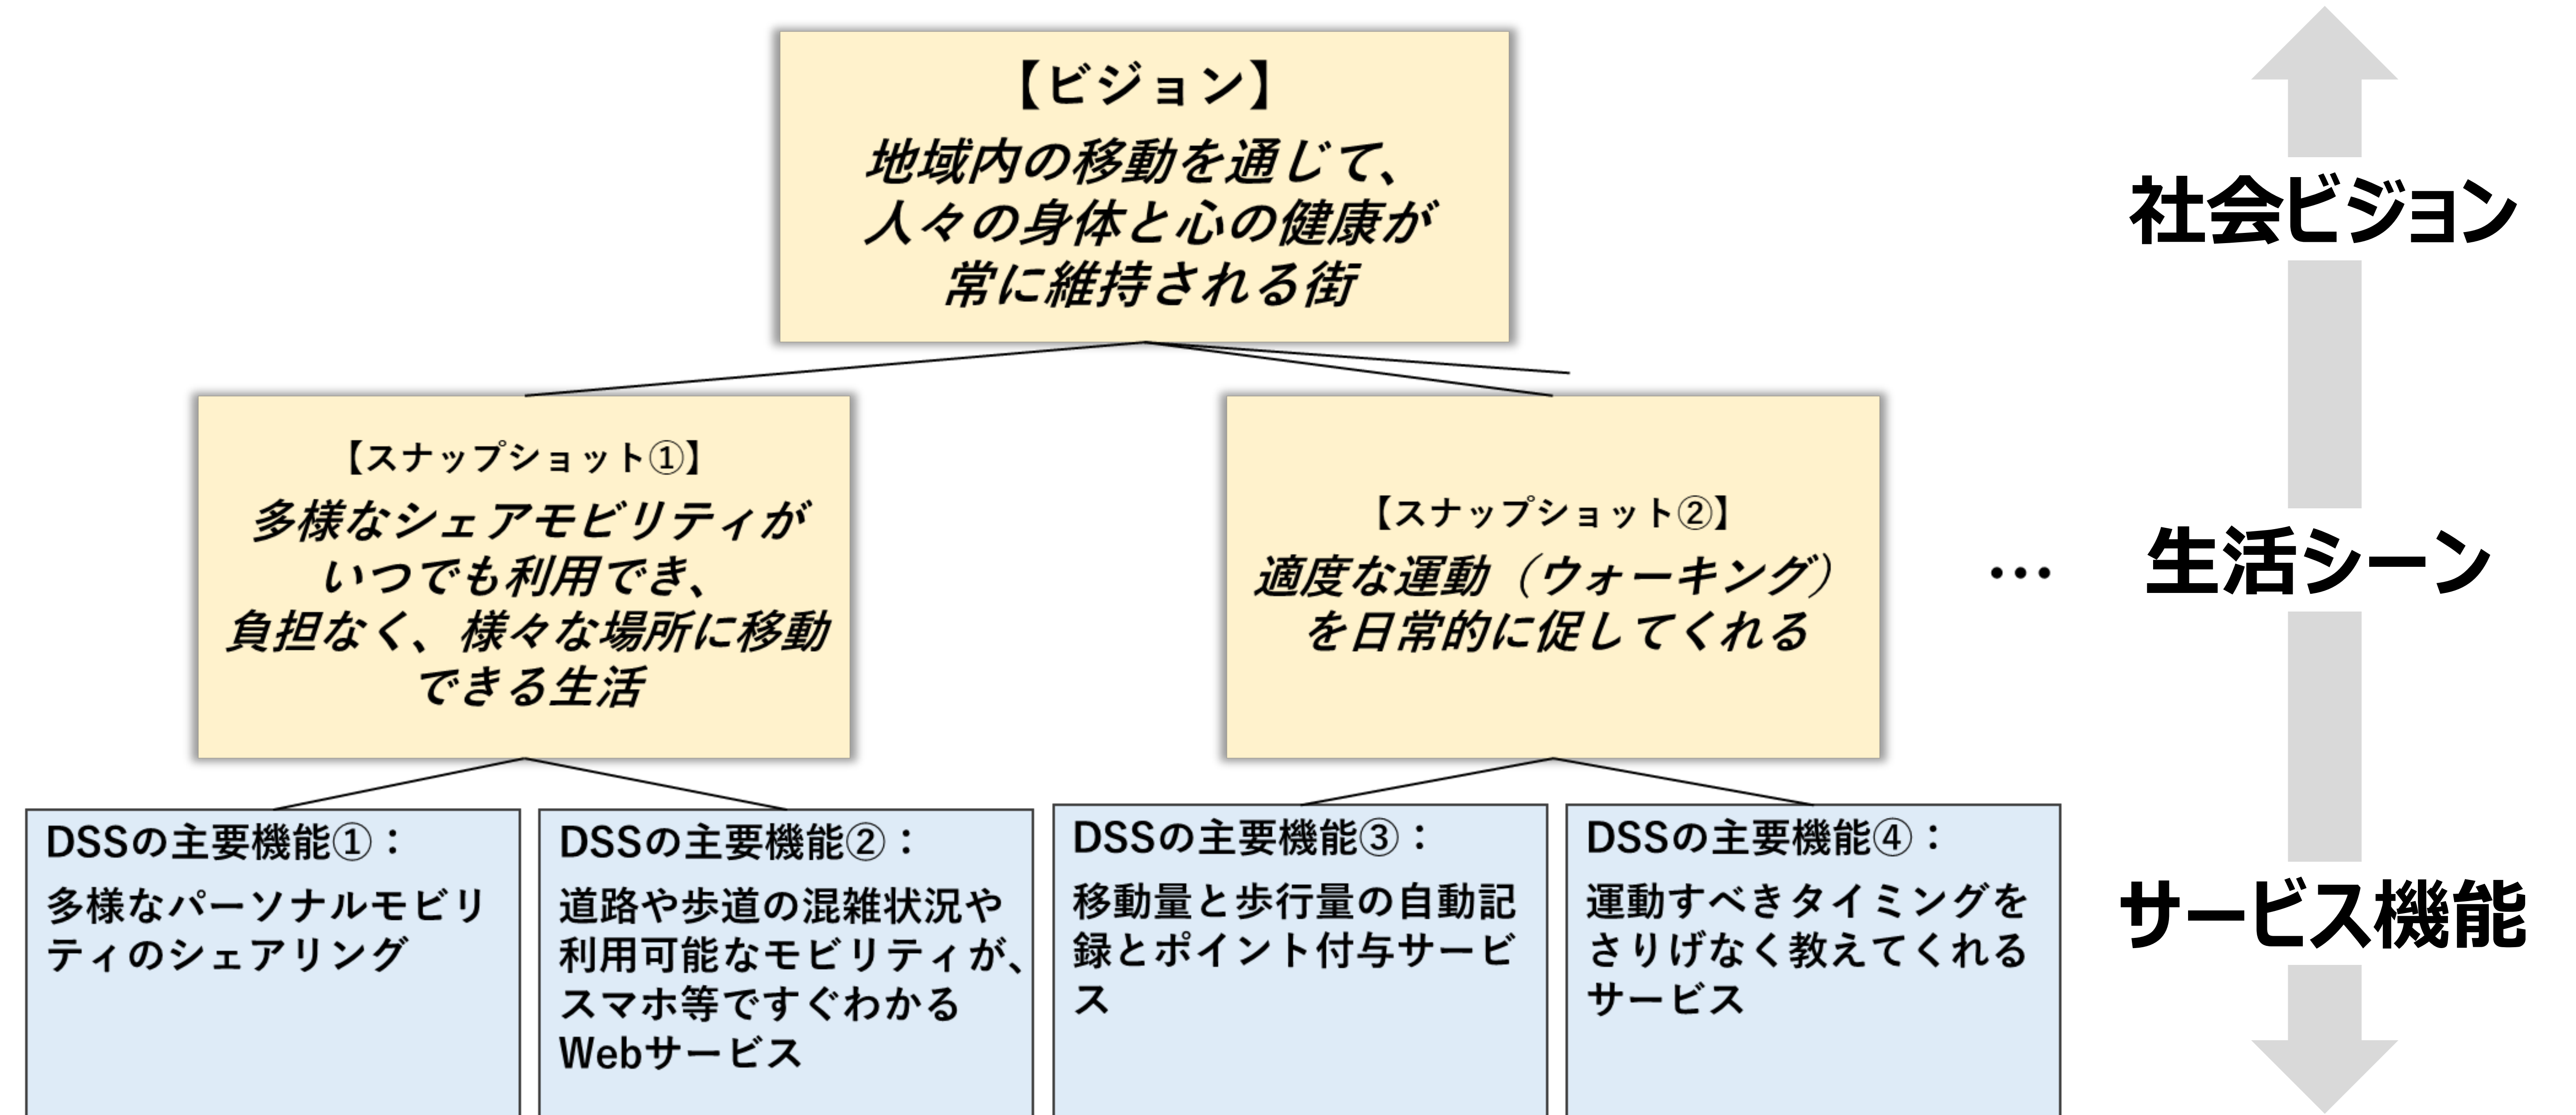 【ビジョン】
地域内の移動を通じて、
人々の身体と心の健康が
常に維持される街
社会ビジョン
【スナップショット①】
多様なシェアモビリティが
いつでも利用でき、
負担なく、様々な場所に移動
できる生活
【スナップショット②】
適度な運動（ウォーキング）
を日常的に促してくれる
…
生活シーン
DSSの主要機能①：
多様なパーソナルモビリ
ティのシェアリング
DSSの主要機能②：
道路や歩道の混雑状況や
利用可能なモビリティが、
スマホ等ですぐわかる
Webサービス
DSSの主要機能③：
移動量と歩行量の自動記
録とポイント付与サービ
ス
DSSの主要機能④：
運動すべきタイミングを
さりげなく教えてくれる
サービス
サービス機能